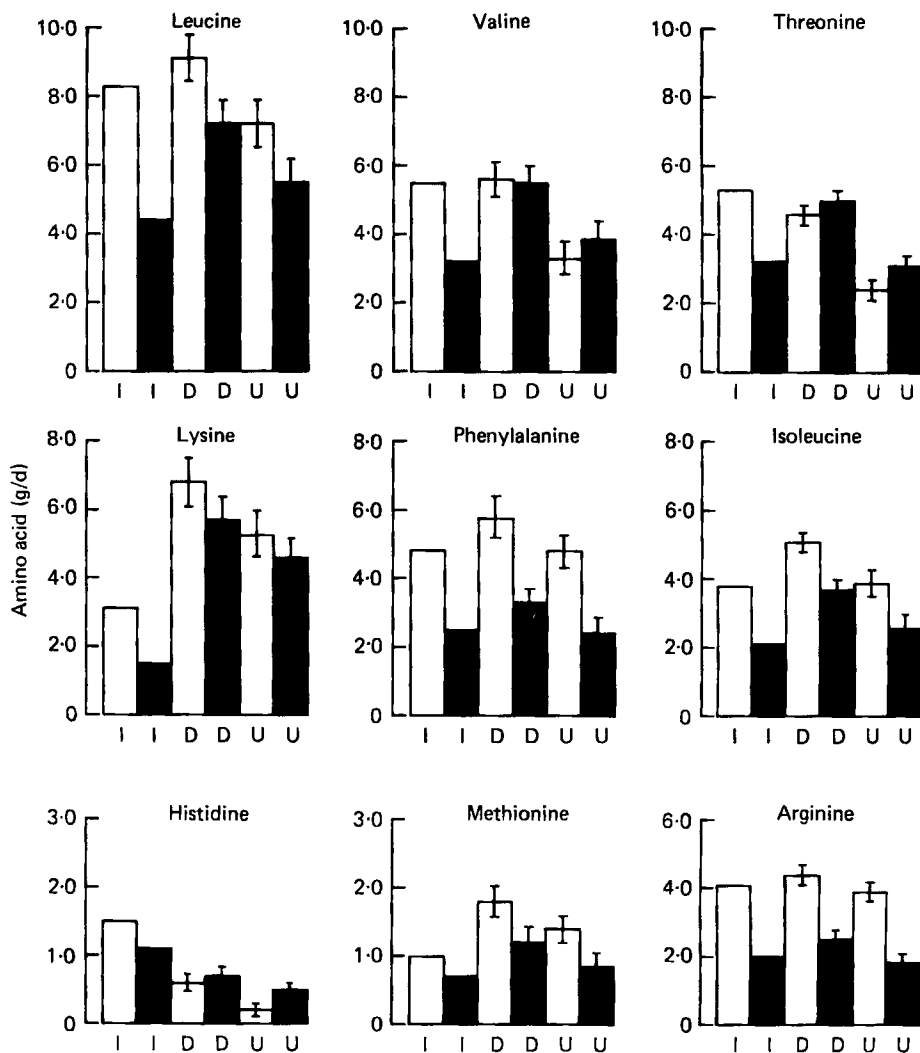 Leucine
Valine
Threonine
10·0
8·0
6·0
4·0
2·0
0
I I D D U U
10·0
8·0
6·0
4·0
2·0
0
I I D D U U
10·0
8·0
6·0
4·0
2·0
0
I I D D U U
Amino acid (g/d)
Lysine
Phenylalanine
Isoleucine
8·0
6·0
4·0
2·0
0
I I D D U U
8·0
6·0
4·0
2·0
0
I I D D U U
8·0
6·0
4·0
2·0
0
I I D D U U
Histidine
Methionine
Arginine
3·0
2·0
1·0
0
I I D D U U
3·0
2·0
1·0
0
I I D D U U
6·0
4·0
2·0
0
I I D D U U